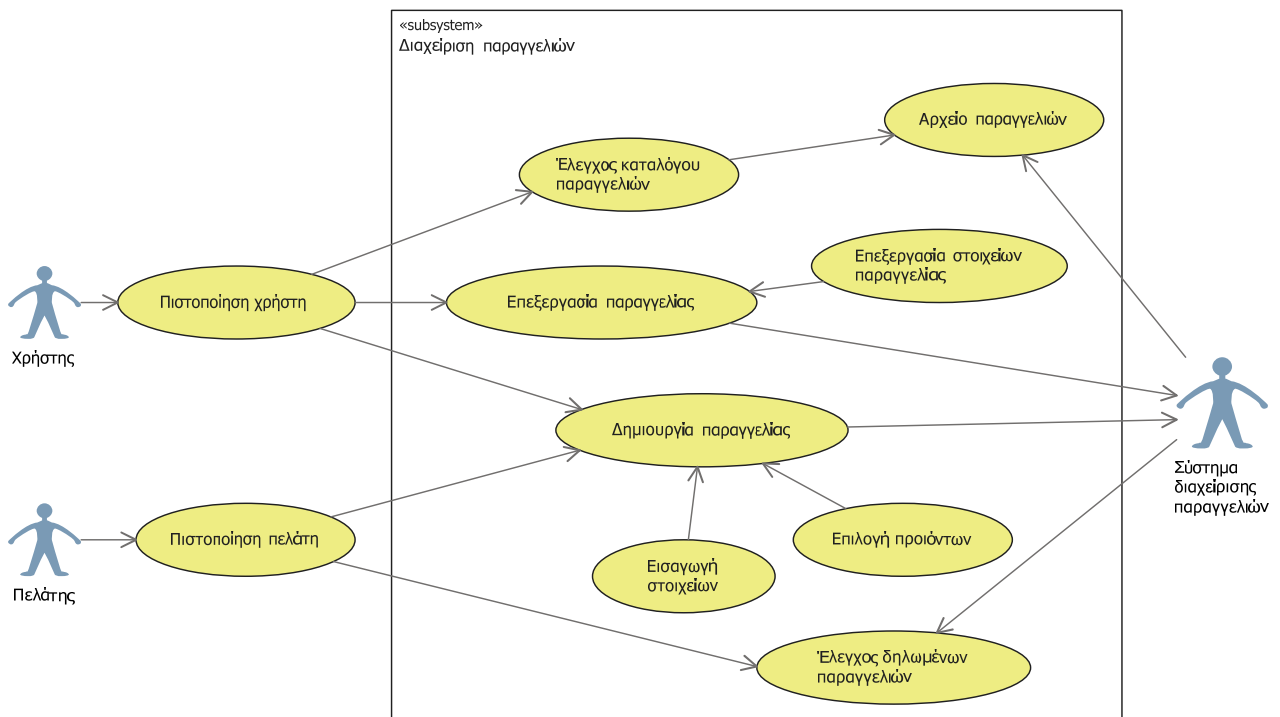 «subsystem»
Διαχείριση παραγγελιών
Αρχείο παραγγελιών
Έλεγχος καταλόγου
παραγγελιών
Επεξεργασία στοιχείων
παραγγελίας
Πιστοποίηση χρήστη
Επεξεργασία παραγγελίας
Χρήστης
Δημιουργία παραγγελίας
Σύστημα
διαχείρισης
παραγγελιών
Πιστοποίηση πελάτη
Επιλογή προιόντων
Εισαγωγή
στοιχείων
Πελάτης
Έλεγχος δηλωμένων
παραγγελιών